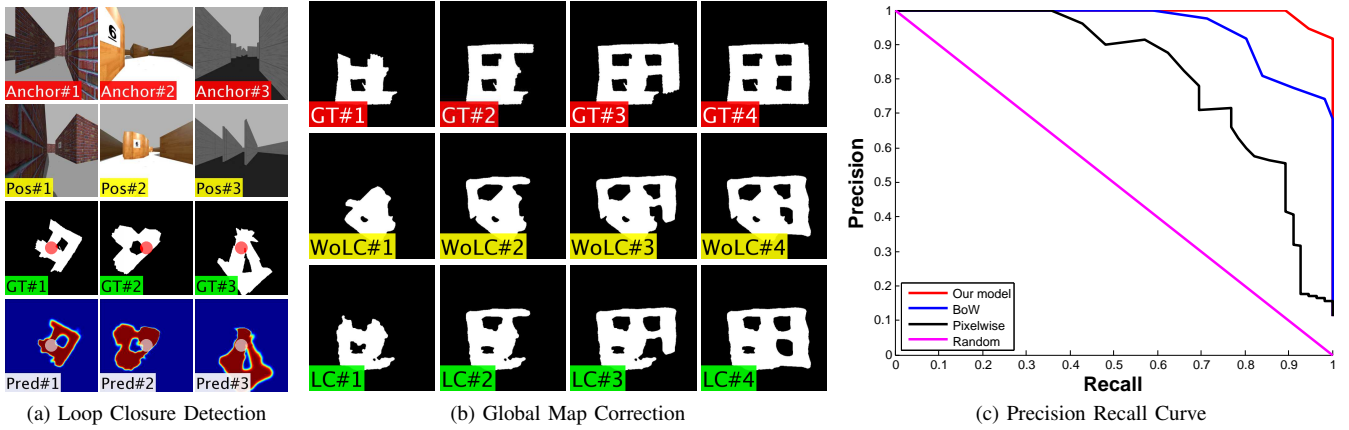 Anchor#1 Anchor#2 Anchor#3
6
Pos#1 Pos#2 Pos#3
GT#1 GT#2 GT#3
Pred#1 Pred#2 Pred#3
(a) Loop Closure Detection
GT#1 GT#2 GT#3 GT#4
WoLC#1 WoLC#2 WoLC#3 WoLC#4
LC#1 LC#2 LC#3 LC#4
(b) Global Map Correction
Precision
1
0.9
0.8
0.7
0.6
0.5
0.4
0.3
0.2
0.1
0
Our model
BoW
Pixelwise
Random
0 0.1 0.2 0.3 0.4 0.5 0.6 0.7 0.8 0.9 1
Recall
(c) Precision Recall Curve